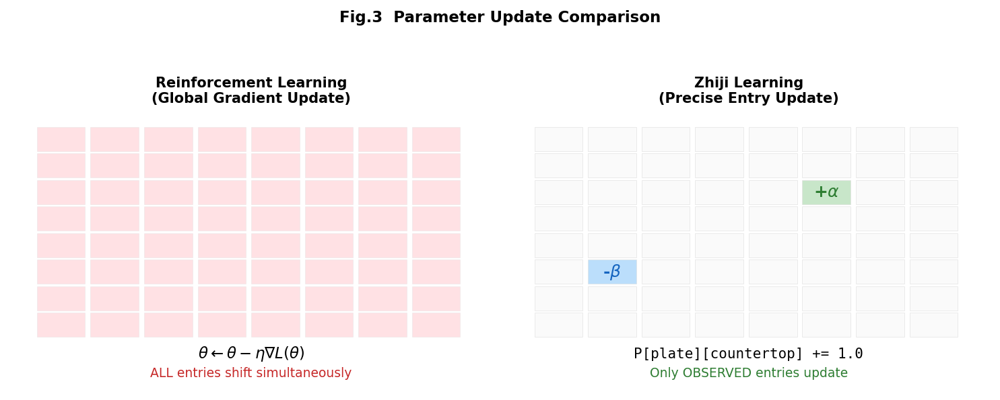 Fig.3  Parameter Update Comparison
Reinforcement Learning
(Global Gradient Update)
θ ← θ − η∇L(θ)
ALL entries shift simultaneously
Zhiji Learning
(Precise Entry Update)
+α
-β
P[plate][countertop] += 1.0
Only OBSERVED entries update